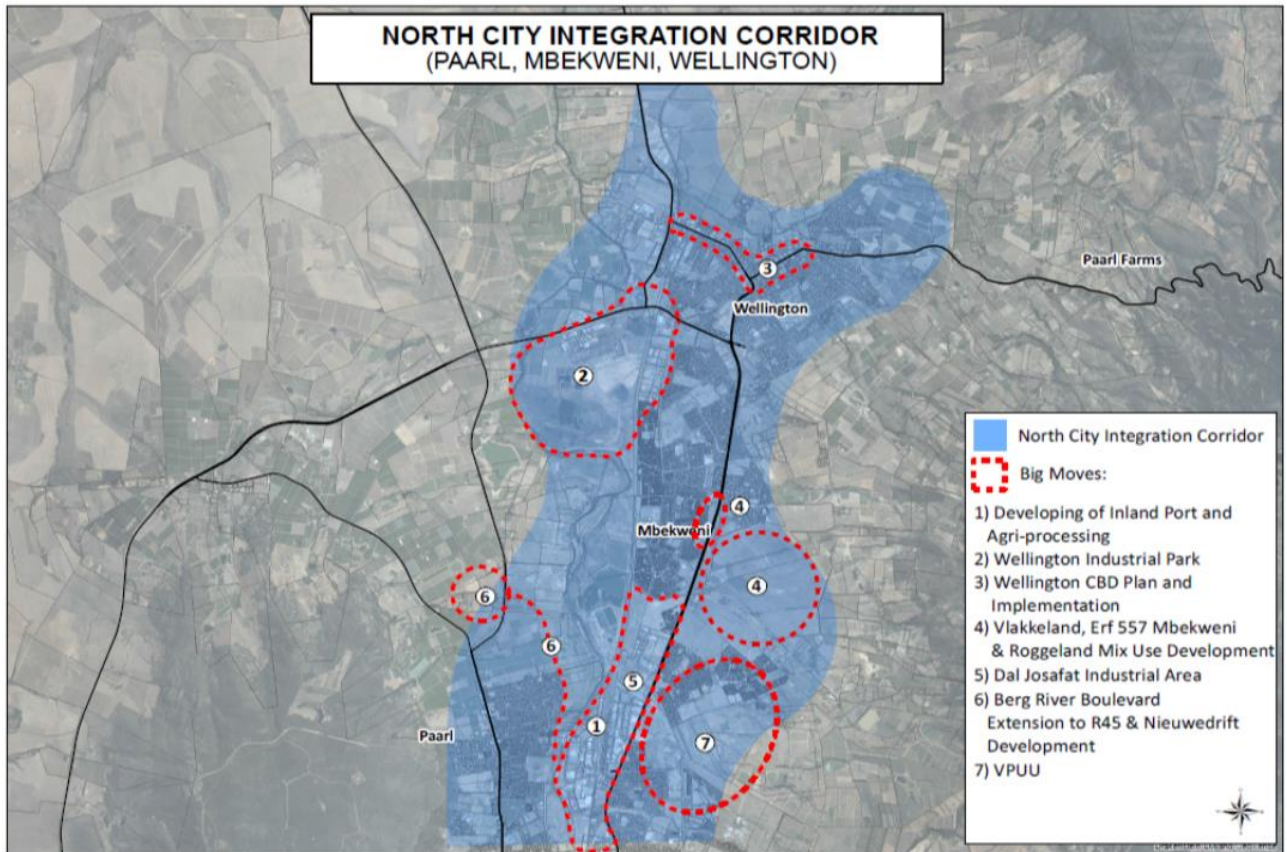 NORTH CITY INTEGRATION CORRIDOR
(PAARL, MBEKWENI, WELLINGTON)
Paarl Farms
3
Wellington
2
4
Mbekweni
4
6
6
5
1
Paarl
7
North City Integration Corridor
Big Moves:
1) Developing of Inland Port and
Agri-processing
2) Wellington Industrial Park
3) Wellington CBD Plan and
Implementation
4) Vlakkeland, Erf 557 Mbekweni
& Roggeland Mix Use Development
5) Dal Josafat Industrial Area
6) Berg River Boulevard
Extension to R45 & Nieuwedrift
Development
7) VPUU